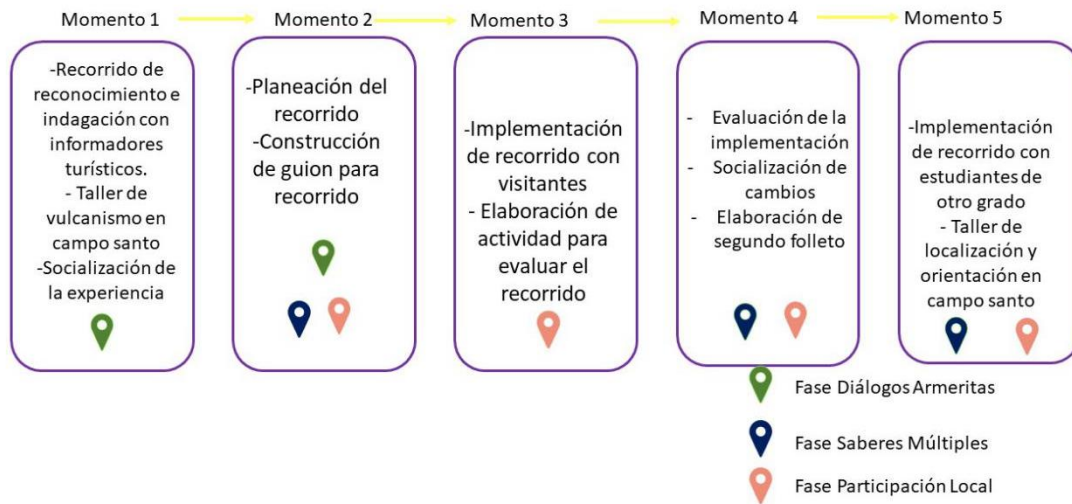 Momento 1
Momento 2
Momento 3
Momento 4
Momento 5
-Recorrido de
reconocimiento e
indagación con
informadores
turísticos.
- Taller de
vulcanismo en
campo santo
-Socialización de
la experiencia
-Planeación del
recorrido
-Construcción
de guion para
recorrido
-Implementación
de recorrido con
visitantes
- Elaboración de
actividad para
evaluar el
recorrido
- Evaluación de la
implementación
- Socialización de
cambios
- Elaboración de
segundo folleto
-Implementación
de recorrido con
estudiantes de
otro grado
- Taller de
localización y
orientación en
campo santo
Fase Diálogos Armeritas
Fase Saberes Múltiples
Fase Participación Local